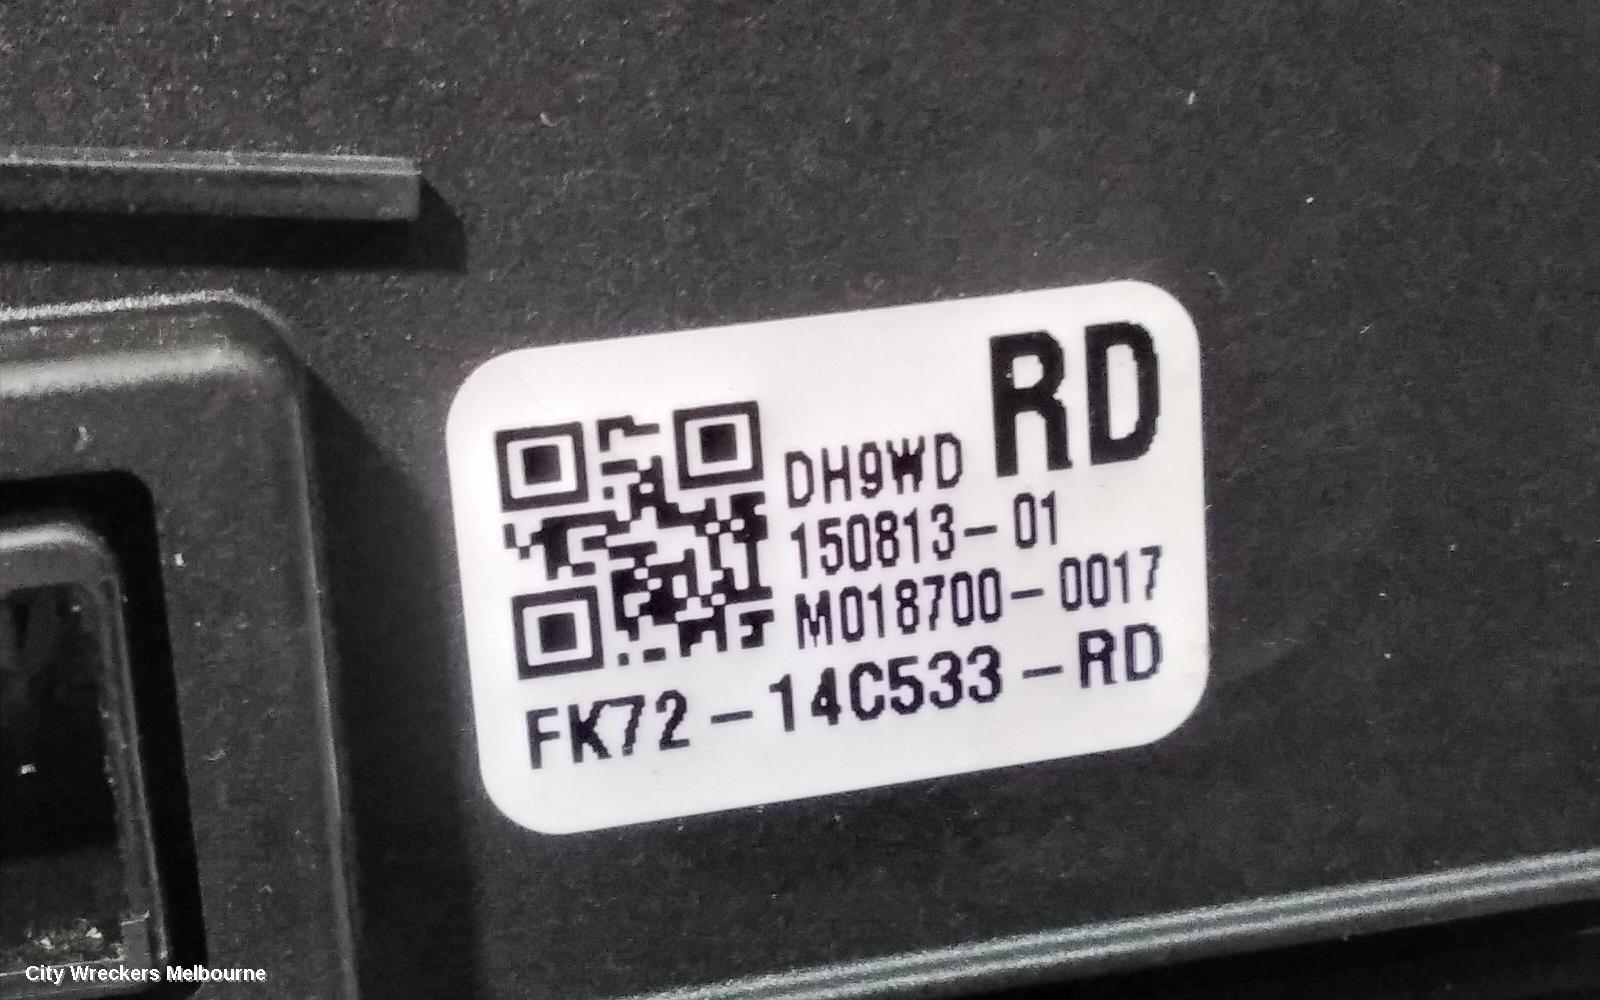 RD
DH9WD
150813-01
M018700-0017
FK72-14C533-RD
City Wreckers Melbourne